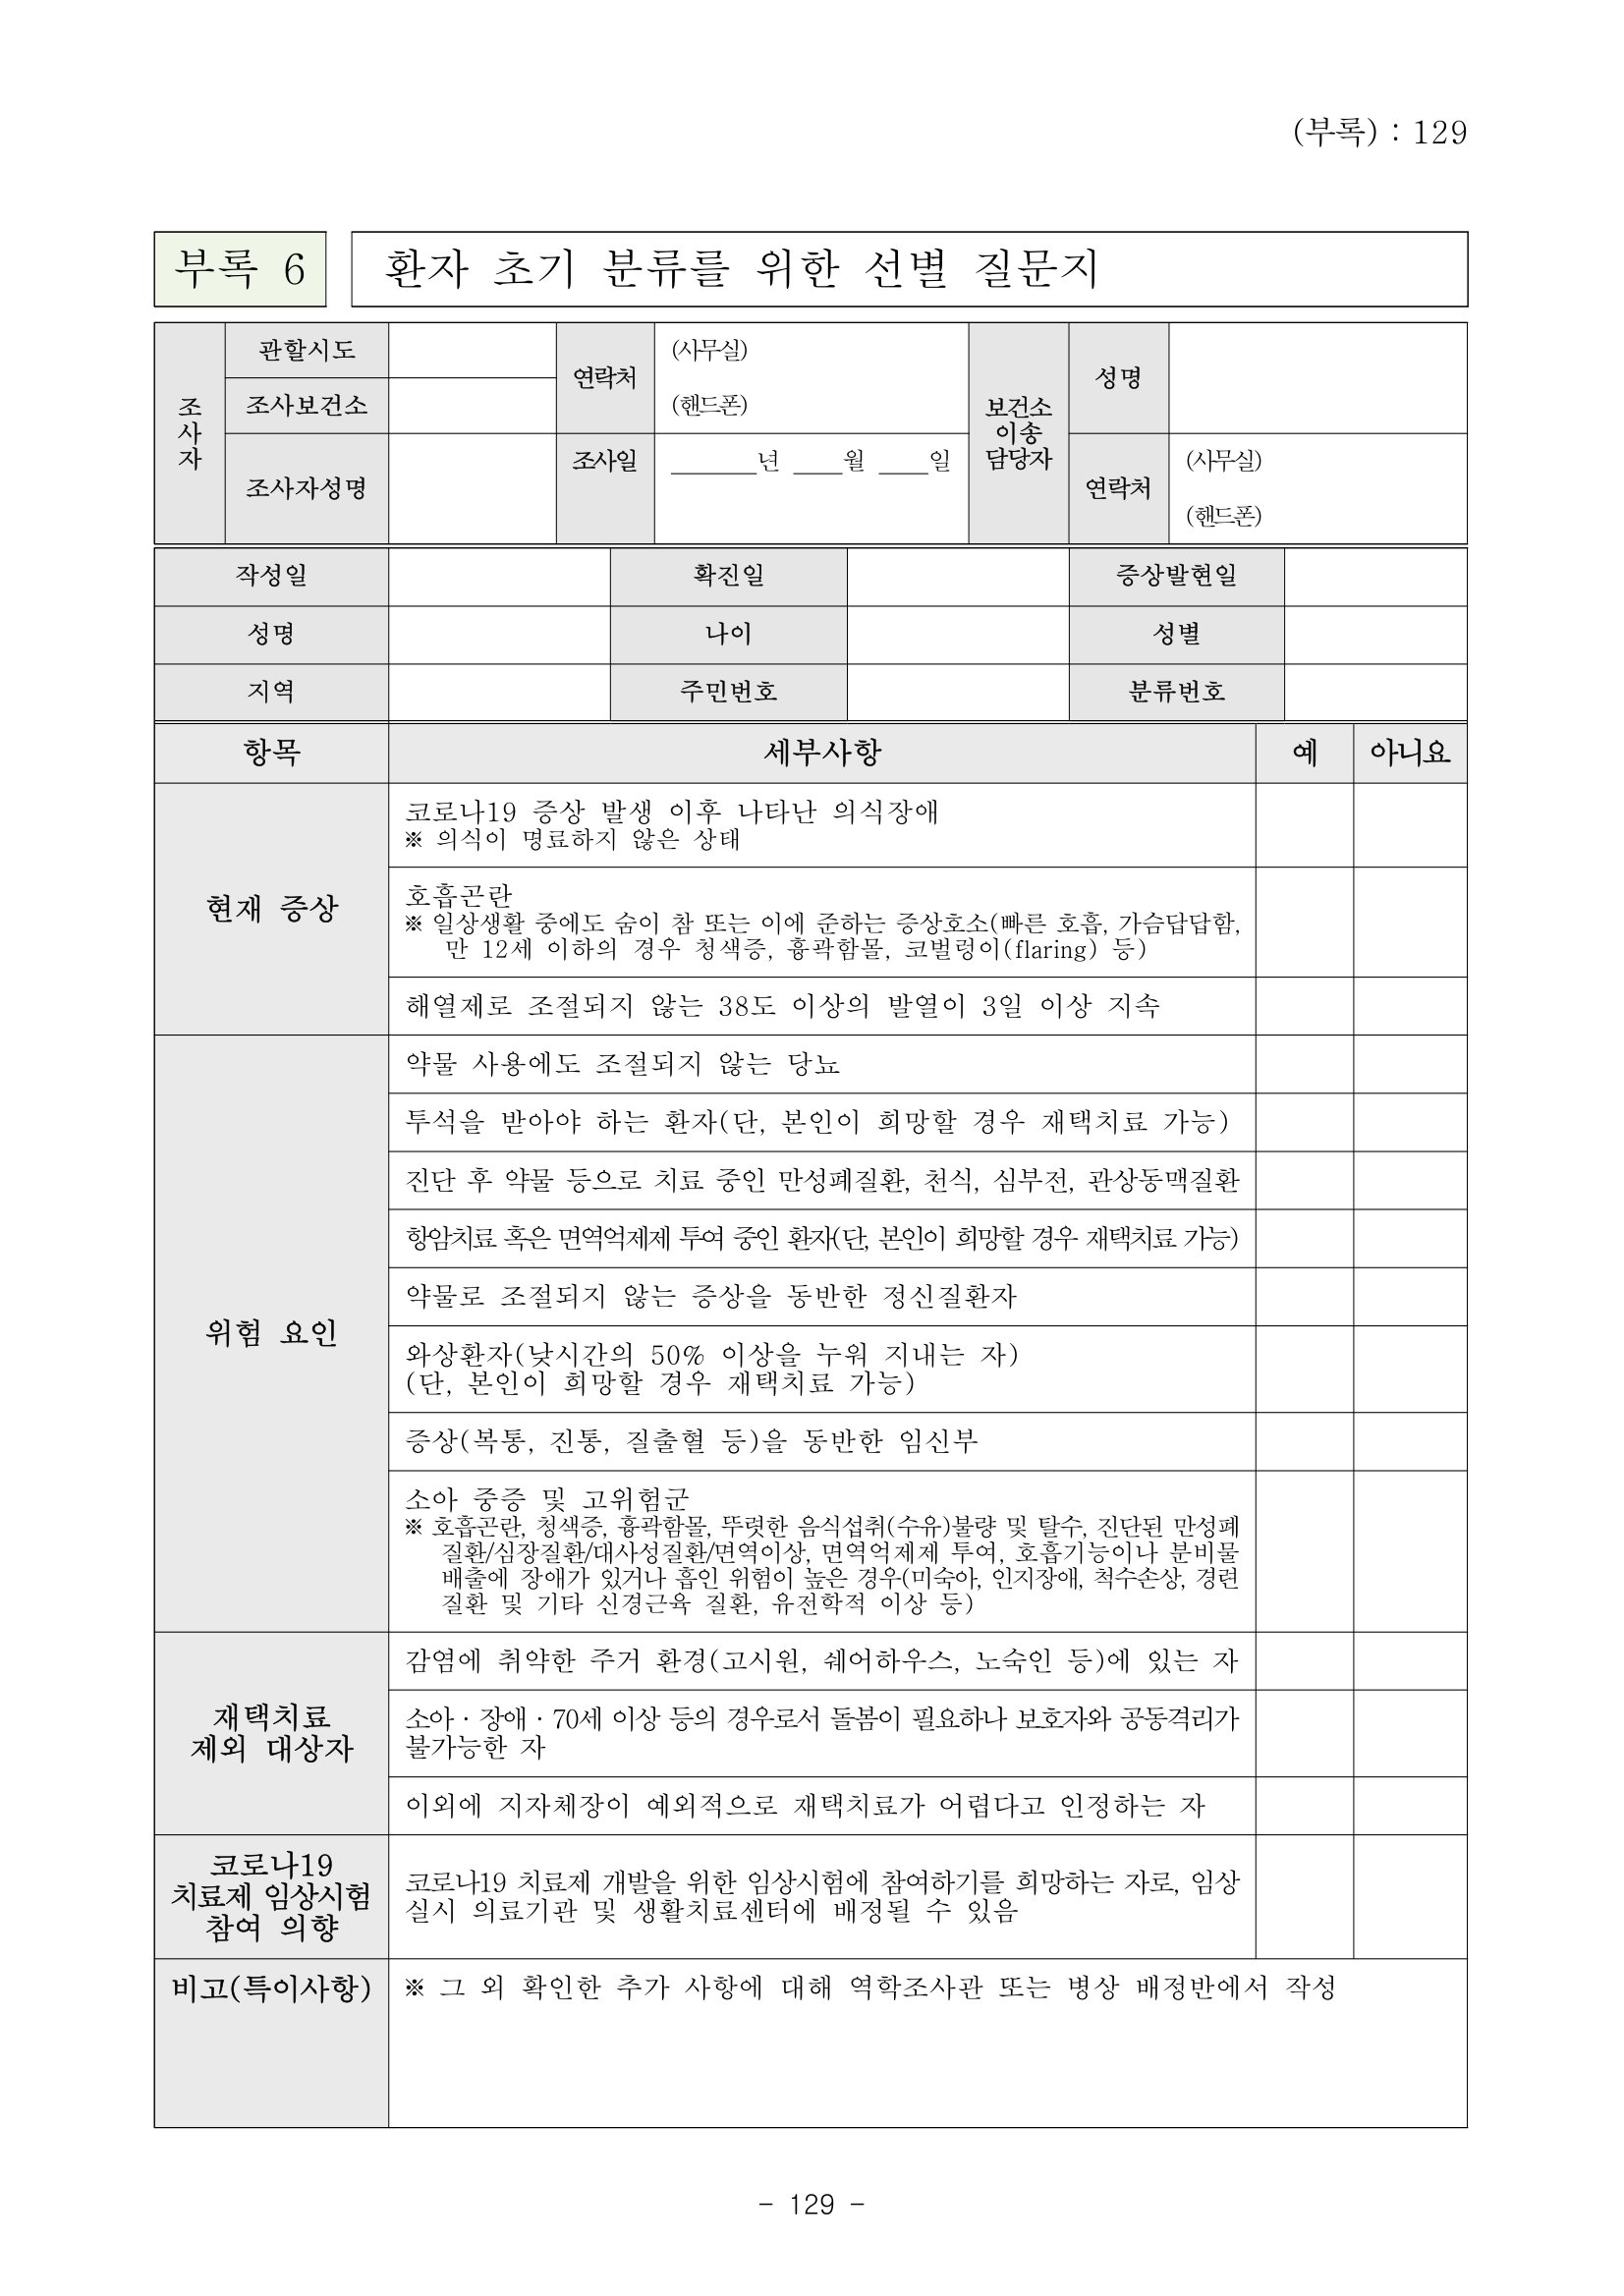 (부록) : 129
부록 6
환자 초기 분류를 위한 선별 질문지
조
사
자
관할시도
연락처
(사무실)
(핸드폰)
보건소
이송
담당자
성명
조사보건소
조사자성명
조사일
______년 ___월 ___일
연락처
(사무실)
(핸드폰)
작성일
확진일
증상발현일
성명
나이
성별
지역
주민번호
분류번호
항목
세부사항
예
아니요
현재 증상
코로나19 증상 발생 이후 나타난 의식장애
※ 의식이 명료하지 않은 상태
호흡곤란
※ 일상생활 중에도 숨이 참 또는 이에 준하는 증상호소(빠른 호흡, 가슴답답함,
만 12세 이하의 경우 청색증, 흉곽함몰, 코벌렁이(flaring) 등)
해열제로 조절되지 않는 38도 이상의 발열이 3일 이상 지속
위험 요인
약물 사용에도 조절되지 않는 당뇨
투석을 받아야 하는 환자(단, 본인이 희망할 경우 재택치료 가능)
진단 후 약물 등으로 치료 중인 만성폐질환, 천식, 심부전, 관상동맥질환
항암치료 혹은 면역억제제 투여 중인 환자(단, 본인이 희망할 경우 재택치료 가능)
약물로 조절되지 않는 증상을 동반한 정신질환자
와상환자(낮시간의 50% 이상을 누워 지내는 자)
(단, 본인이 희망할 경우 재택치료 가능)
증상(복통, 진통, 질출혈 등)을 동반한 임신부
소아 중증 및 고위험군
※ 호흡곤란, 청색증, 흉곽함몰, 뚜렷한 음식섭취(수유)불량 및 탈수, 진단된 만성폐
질환/심장질환/대사성질환/면역이상, 면역억제제 투여, 호흡기능이나 분비물
배출에 장애가 있거나 흡인 위험이 높은 경우(미숙아, 인지장애, 척수손상, 경련
질환 및 기타 신경근육 질환, 유전학적 이상 등)
재택치료
제외 대상자
감염에 취약한 주거 환경(고시원, 쉐어하우스, 노숙인 등)에 있는 자
소아 · 장애 · 70세 이상 등의 경우로서 돌봄이 필요하나 보호자와 공동격리가
불가능한 자
이외에 지자체장이 예외적으로 재택치료가 어렵다고 인정하는 자
코로나19
치료제 임상시험
참여 의향
코로나19 치료제 개발을 위한 임상시험에 참여하기를 희망하는 자로, 임상
실시 의료기관 및 생활치료센터에 배정될 수 있음
비고(특이사항)
※ 그 외 확인한 추가 사항에 대해 역학조사관 또는 병상 배정반에서 작성
- 129 -